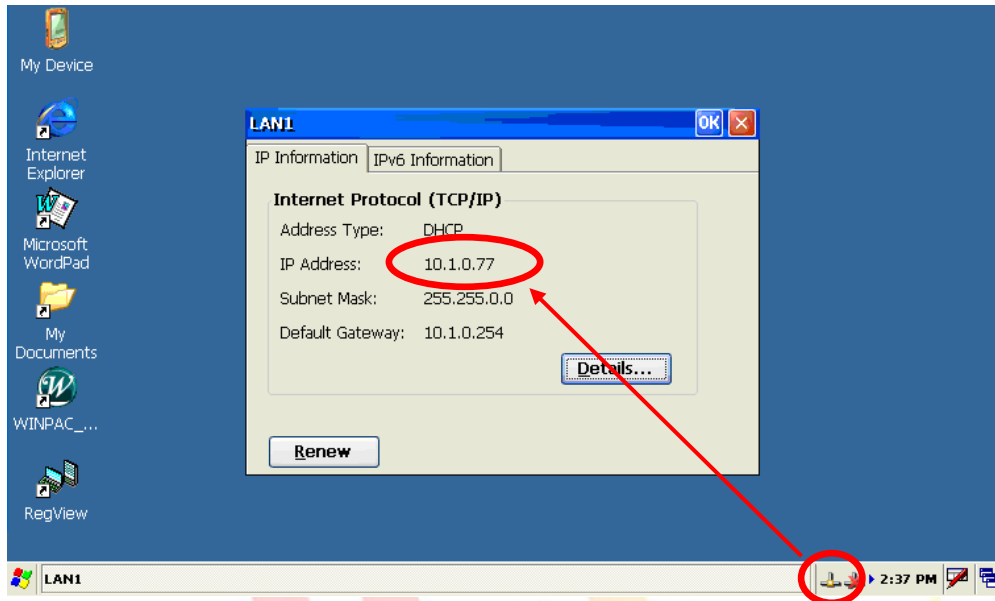 My Device
Internet
Explorer
Microsoft
WordPad
My
Documents
WINPAC_...
RegView
LAN1
OK
IP Information
IPv6 Information
Internet Protocol (TCP/IP)
Address Type: DHCP
IP Address: 10.1.0.77
Subnet Mask: 255.255.0.0
Default Gateway: 10.1.0.254
Details...
Renew
LAN1
2:37 PM